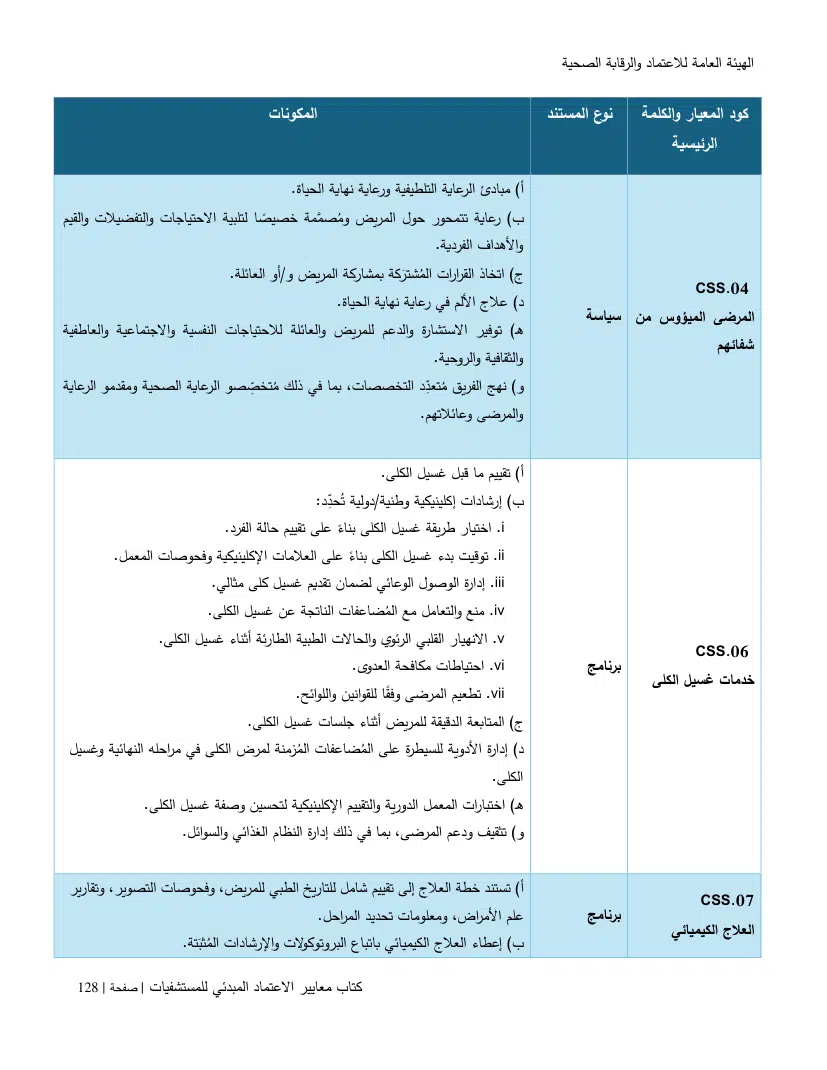 الهيئة العامة للاعتماد والرقابة الصحية
كود المعيار والكلمة
الرئيسية
نوع المستند
المكونات
CSS.04
المرضى الميؤوس من
شفائهم
سياسة
أ) مبادئ الرعاية التلطيفية ورعاية نهاية الحياة.
ب) رعاية تتمحور حول المريض ومُصمَّمة خصيصًا لتلبية الاحتياجات والتفضيلات والقيم
والأهداف الفردية.
ج) اتخاذ القرارات المُشترَكة بمشاركة المريض و/أو العائلة.
د) علاج الألم في رعاية نهاية الحياة.
ه) توفير الاستشارة والدعم للمريض والعائلة للاحتياجات النفسية والاجتماعية والعاطفية
والثقافية والروحية.
و) نهج الفريق مُتعدِّد التخصصات، بما في ذلك مُتخصِّصو الرعاية الصحية ومقدمو الرعاية
والمرضى وعائلاتهم.
CSS.06
خدمات غسيل الكلى
برنامج
أ) تقييم ما قبل غسيل الكلى.
ب) إرشادات إكلينيكية وطنية/دولية تُحدِّد:
i. اختيار طريقة غسيل الكلى بناءً على تقييم حالة الفرد.
ii. توقيت بدء غسيل الكلى بناءً على العلامات الإكلينيكية وفحوصات المعمل.
iii. إدارة الوصول الوعائي لضمان تقديم غسيل كلى مثالي.
iv. منع والتعامل مع المُضاعفات الناتجة عن غسيل الكلى.
v. الانهيار القلبي الرئوي والحالات الطبية الطارئة أثناء غسيل الكلى.
vi. احتياطات مكافحة العدوى.
vii. تطعيم المرضى وفقًا للقوانين واللوائح.
ج) المتابعة الدقيقة للمريض أثناء جلسات غسيل الكلى.
د) إدارة الأدوية للسيطرة على المُضاعفات المُزمنة لمرض الكلى في مراحله النهائية وغسيل
الكلى.
ه) اختبارات المعمل الدورية والتقييم الإكلينيكية لتحسين وصفة غسيل الكلى.
و) تثقيف ودعم المرضى، بما في ذلك إدارة النظام الغذائي والسوائل.
CSS.07
العلاج الكيميائي
برنامج
أ) تستند خطة العلاج إلى تقييم شامل للتاريخ الطبي للمريض، وفحوصات التصوير، وتقارير
علم الأمراض، ومعلومات تحديد المراحل.
ب) إعطاء العلاج الكيميائي باتباع البروتوكولات والإرشادات المُثبَتة.
كتاب معايير الاعتماد المبدئي للمستشفيات | صفحة | 128